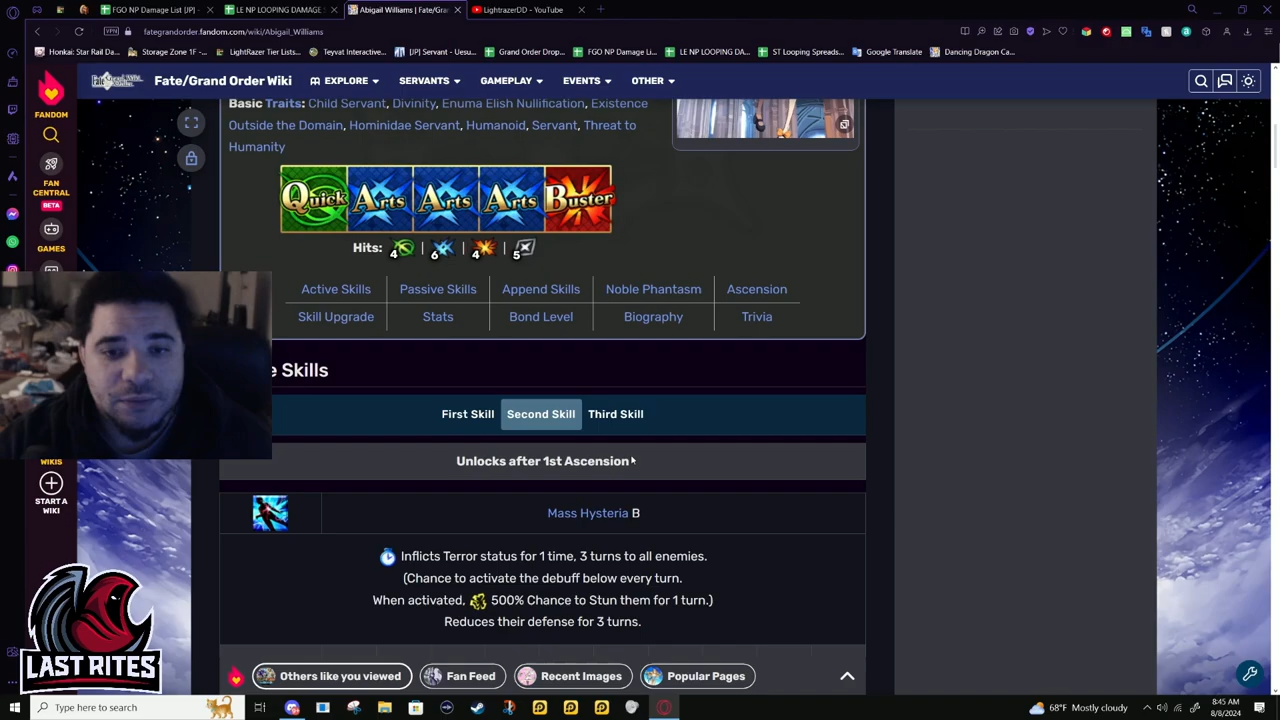 FGO NP Damage List [JP]
LE NP LOOPING DAMAGE
Abigail Williams | Fate/Gra
LightrazerDD - YouTube
VPN
fategrandorder.fandom.com/wiki/Abigail_Williams
Honkai: Star Rail Da...
Storage Zone 1F -...
LightRazer Tier Lists...
Teyvat Interactive...
[JP] Servant - Uesu...
Grand Order Drop...
FGO NP Damage Li...
LE NP LOOPING DA...
ST Looping Spreads...
Google Translate
Dancing Dragon Ca...
Fate/Grand Order Wiki
EXPLORE
SERVANTS
GAMEPLAY
EVENTS
OTHER
FANDOM
FAN
CENTRAL
BETA
GAMES
WIKIS
START A
WIKI
Basic Traits: Child Servant, Divinity, Enuma Elish Nullification, Existence
Outside the Domain, Hominidae Servant, Humanoid, Servant, Threat to
Humanity
Quick Arts Arts Arts Buster
Hits: 4 | 6 | 4 | 5
Active Skills
Passive Skills
Append Skills
Noble Phantasm
Ascension
Skill Upgrade
Stats
Bond Level
Biography
Trivia
e Skills
First Skill
Second Skill
Third Skill
Unlocks after 1st Ascension
Mass Hysteria B
Inflicts Terror status for 1 time, 3 turns to all enemies.
(Chance to activate the debuff below every turn.
When activated, 500% Chance to Stun them for 1 turn.)
Reduces their defense for 3 turns.
Others like you viewed
Fan Feed
Recent Images
Popular Pages
LAST RITES
Type here to search
68°F Mostly cloudy
8:45 AM
8/8/2024